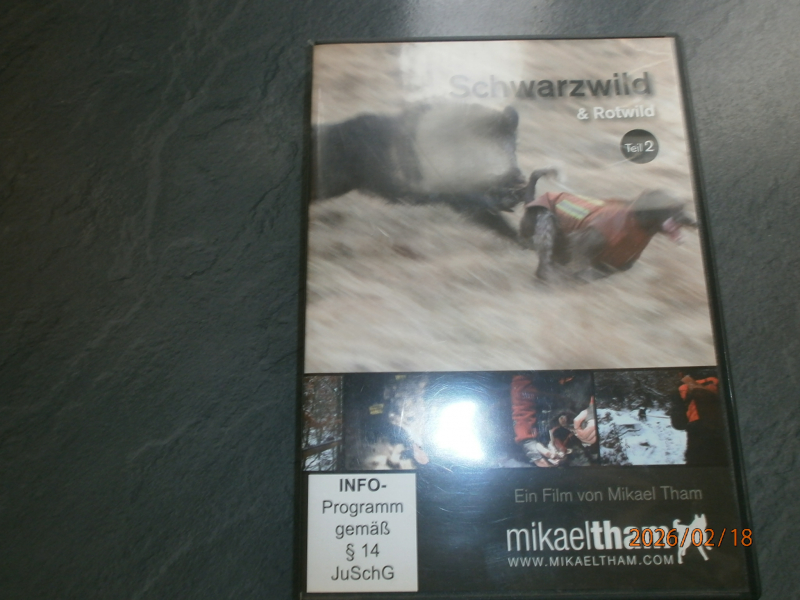 Schwarzwild
& Rotwild
Teil 2
INFO-
Programm
gemäß
§ 14
JuSchG
Ein Film von Mikael Tham
mikaeltham
WWW.MIKAELTHAM.COM
2026/02/18